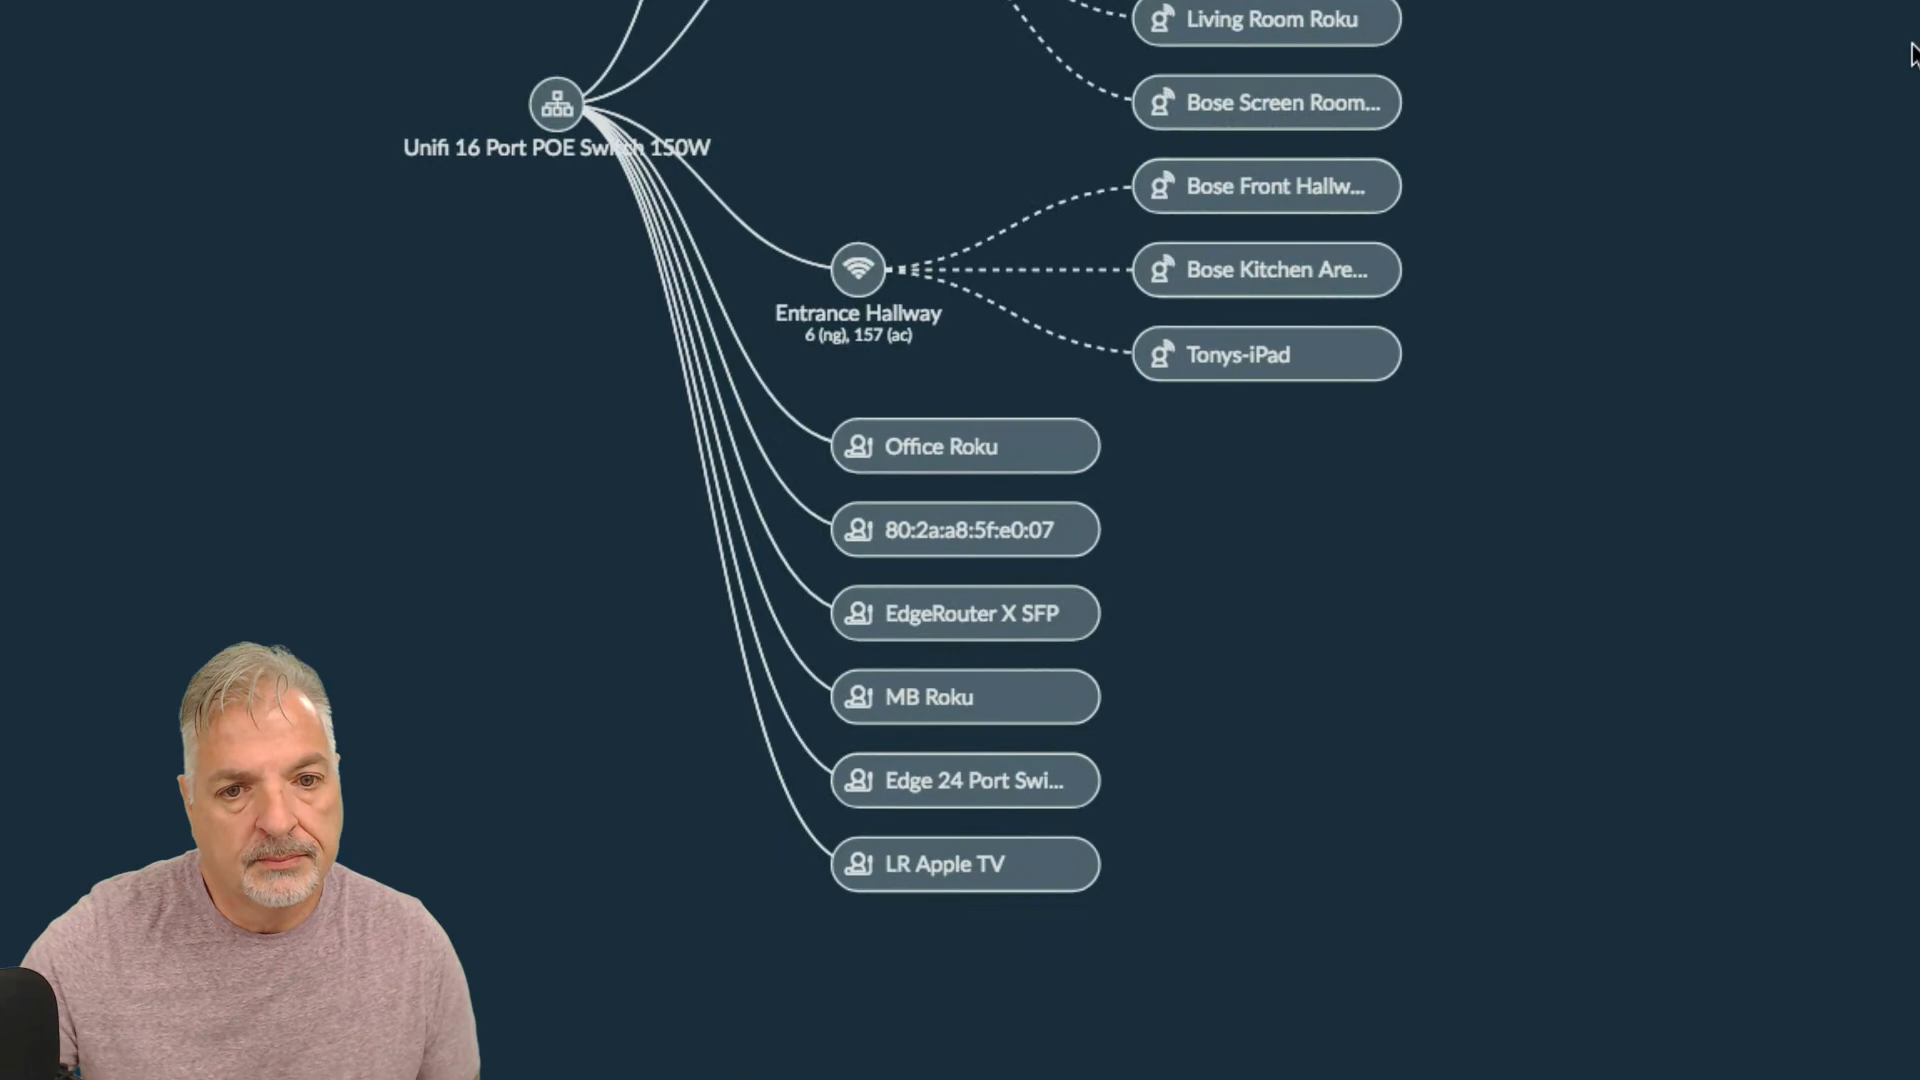 Living Room Roku
Bose Screen Room...
Unifi 16 Port POE Switch 150W
Bose Front Hallw...
Bose Kitchen Are...
Entrance Hallway
6 (ng), 157 (ac)
Tonys-iPad
Office Roku
80:2a:a8:5f:e0:07
EdgeRouter X SFP
MB Roku
Edge 24 Port Swi...
LR Apple TV